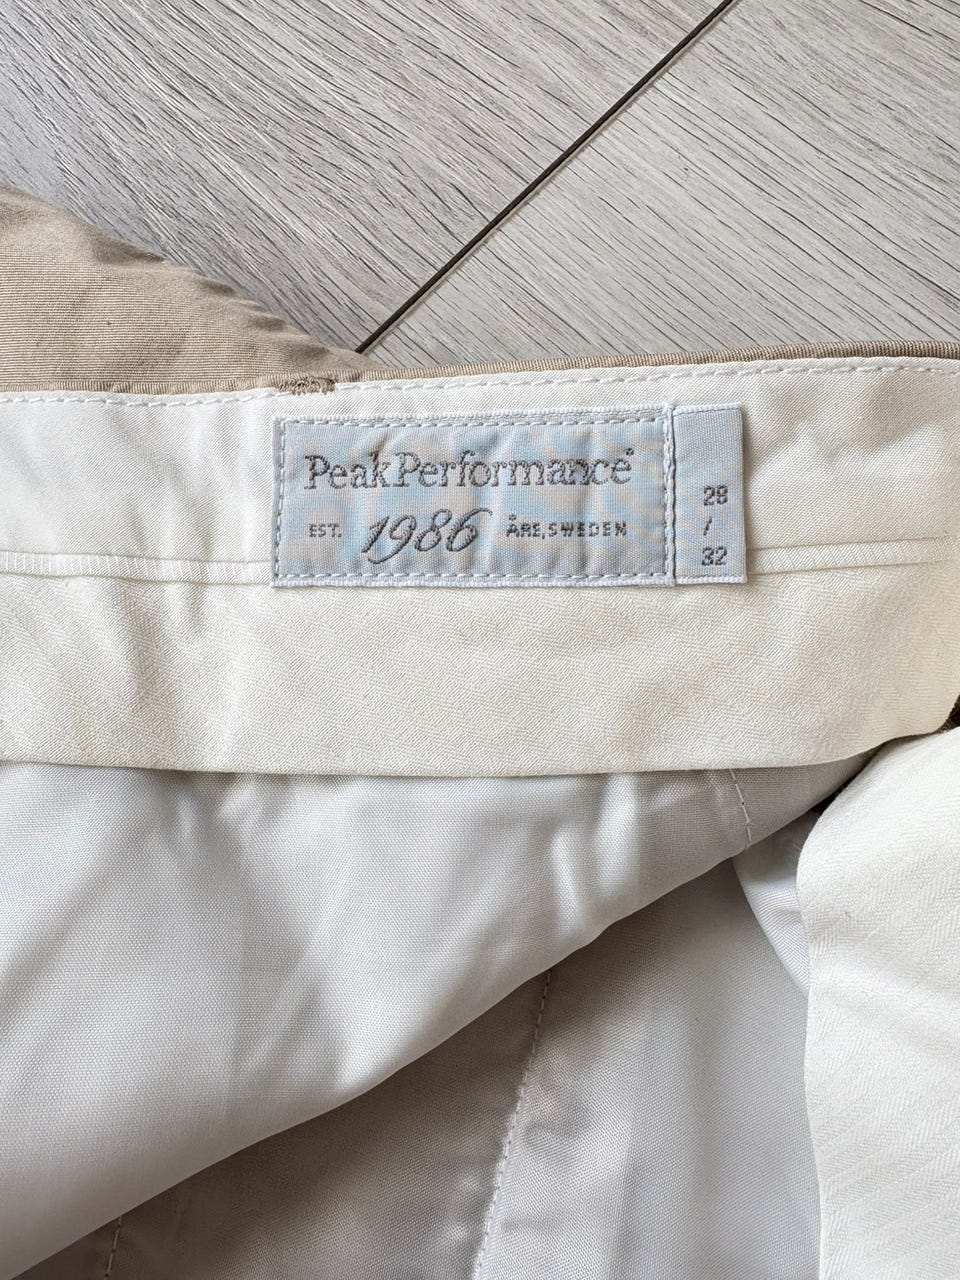 PeakPerformance®
EST. 1986 ÅRE, SWEDEN
28
/
32